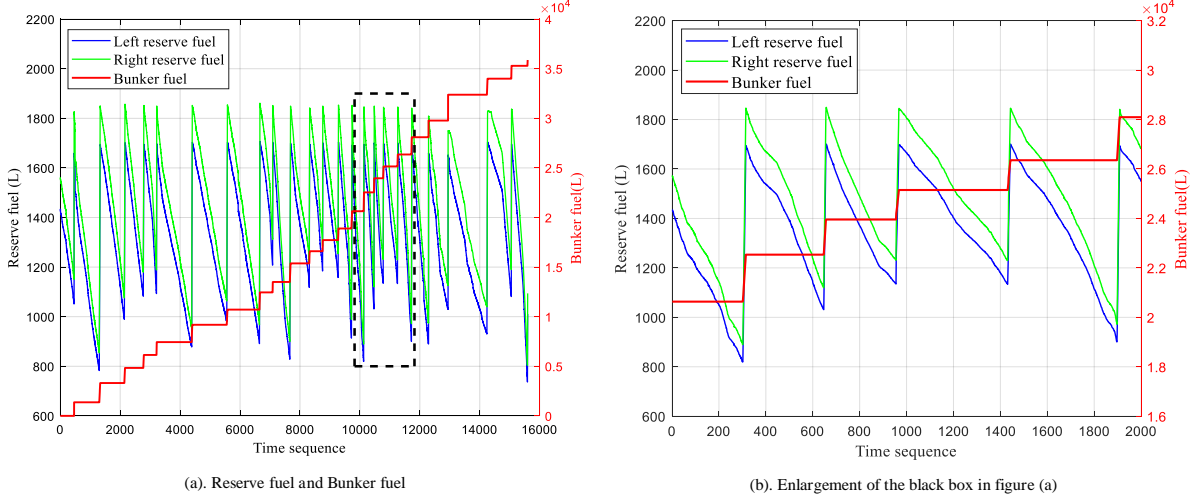 ×10⁴
2200
2000
1800
1600
1400
1200
1000
800
600
Reserve fuel (L)
Left reserve fuel
Right reserve fuel
Bunker fuel
4
3.5
3
2.5
2
1.5
1
0.5
0
Bunker fuel(L)
0 2000 4000 6000 8000 10000 12000 14000 16000
Time sequence
(a). Reserve fuel and Bunker fuel
×10⁴
2200
2000
1800
1600
1400
1200
1000
800
600
Reserve fuel (L)
Left reserve fuel
Right reserve fuel
Bunker fuel
3.2
3
2.8
2.6
2.4
2.2
2
1.8
1.6
Bunker fuel(L)
0 200 400 600 800 1000 1200 1400 1600 1800 2000
Time sequence
(b). Enlargement of the black box in figure (a)